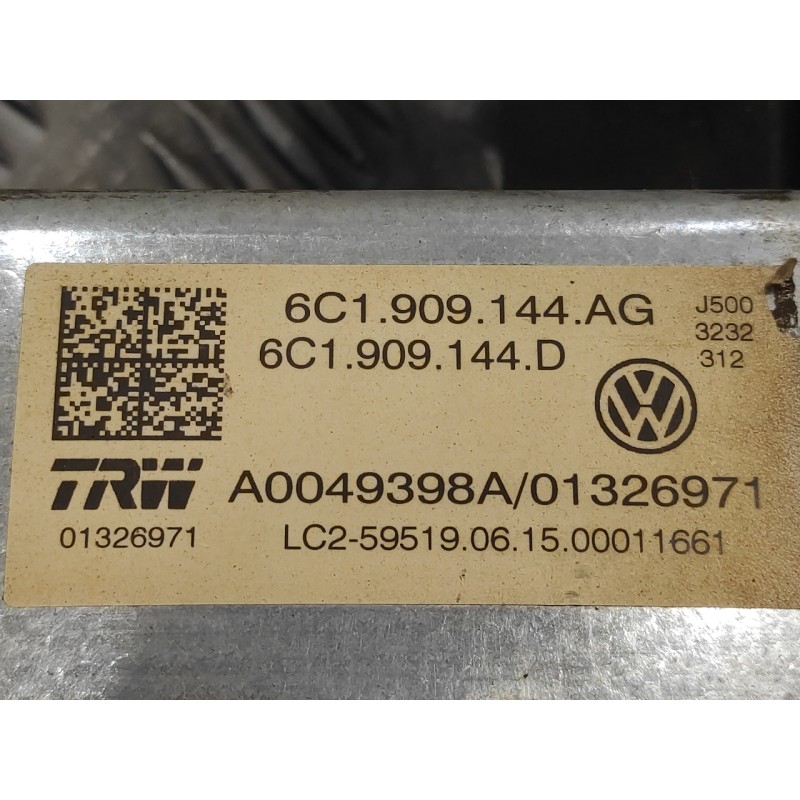 6C1.909.144.AG
6C1.909.144.D
J500
3232
312
TRW
A0049398A/01326971
01326971
LC2-59519.06.15.00011661